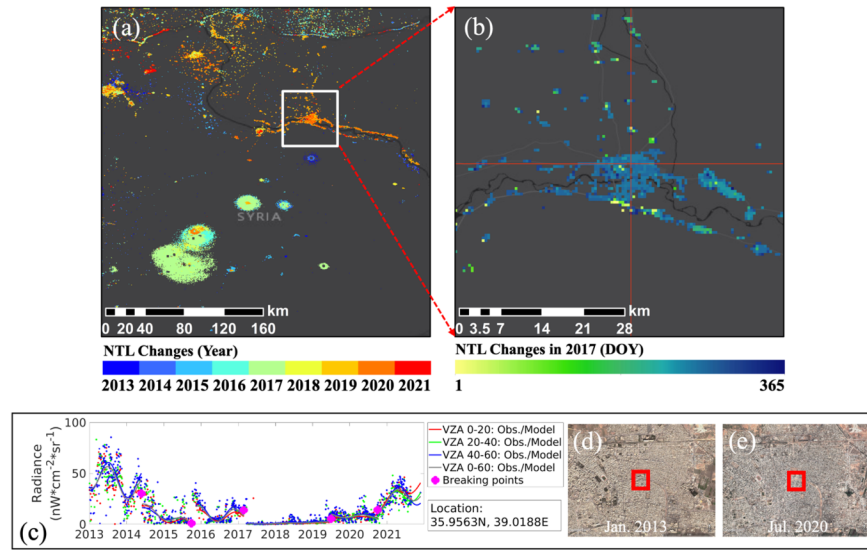 (a)
SYRIA
km
0 20 40 80 120 160
NTL Changes (Year)
2013 2014 2015 2016 2017 2018 2019 2020 2021
(b)
km
0 3.5 7 14 21 28
NTL Changes in 2017 (DOY)
1 365
100
50
0
Radiance
(nW*cm⁻²*sr⁻¹)
2013 2014 2015 2016 2017 2018 2019 2020 2021
(c)
VZA 0-20: Obs./Model
VZA 20-40: Obs./Model
VZA 40-60: Obs./Model
VZA 0-60: Obs./Model
Breaking points
Location:
35.9563N, 39.0188E
(d)
Jan. 2013
(e)
Jul. 2020